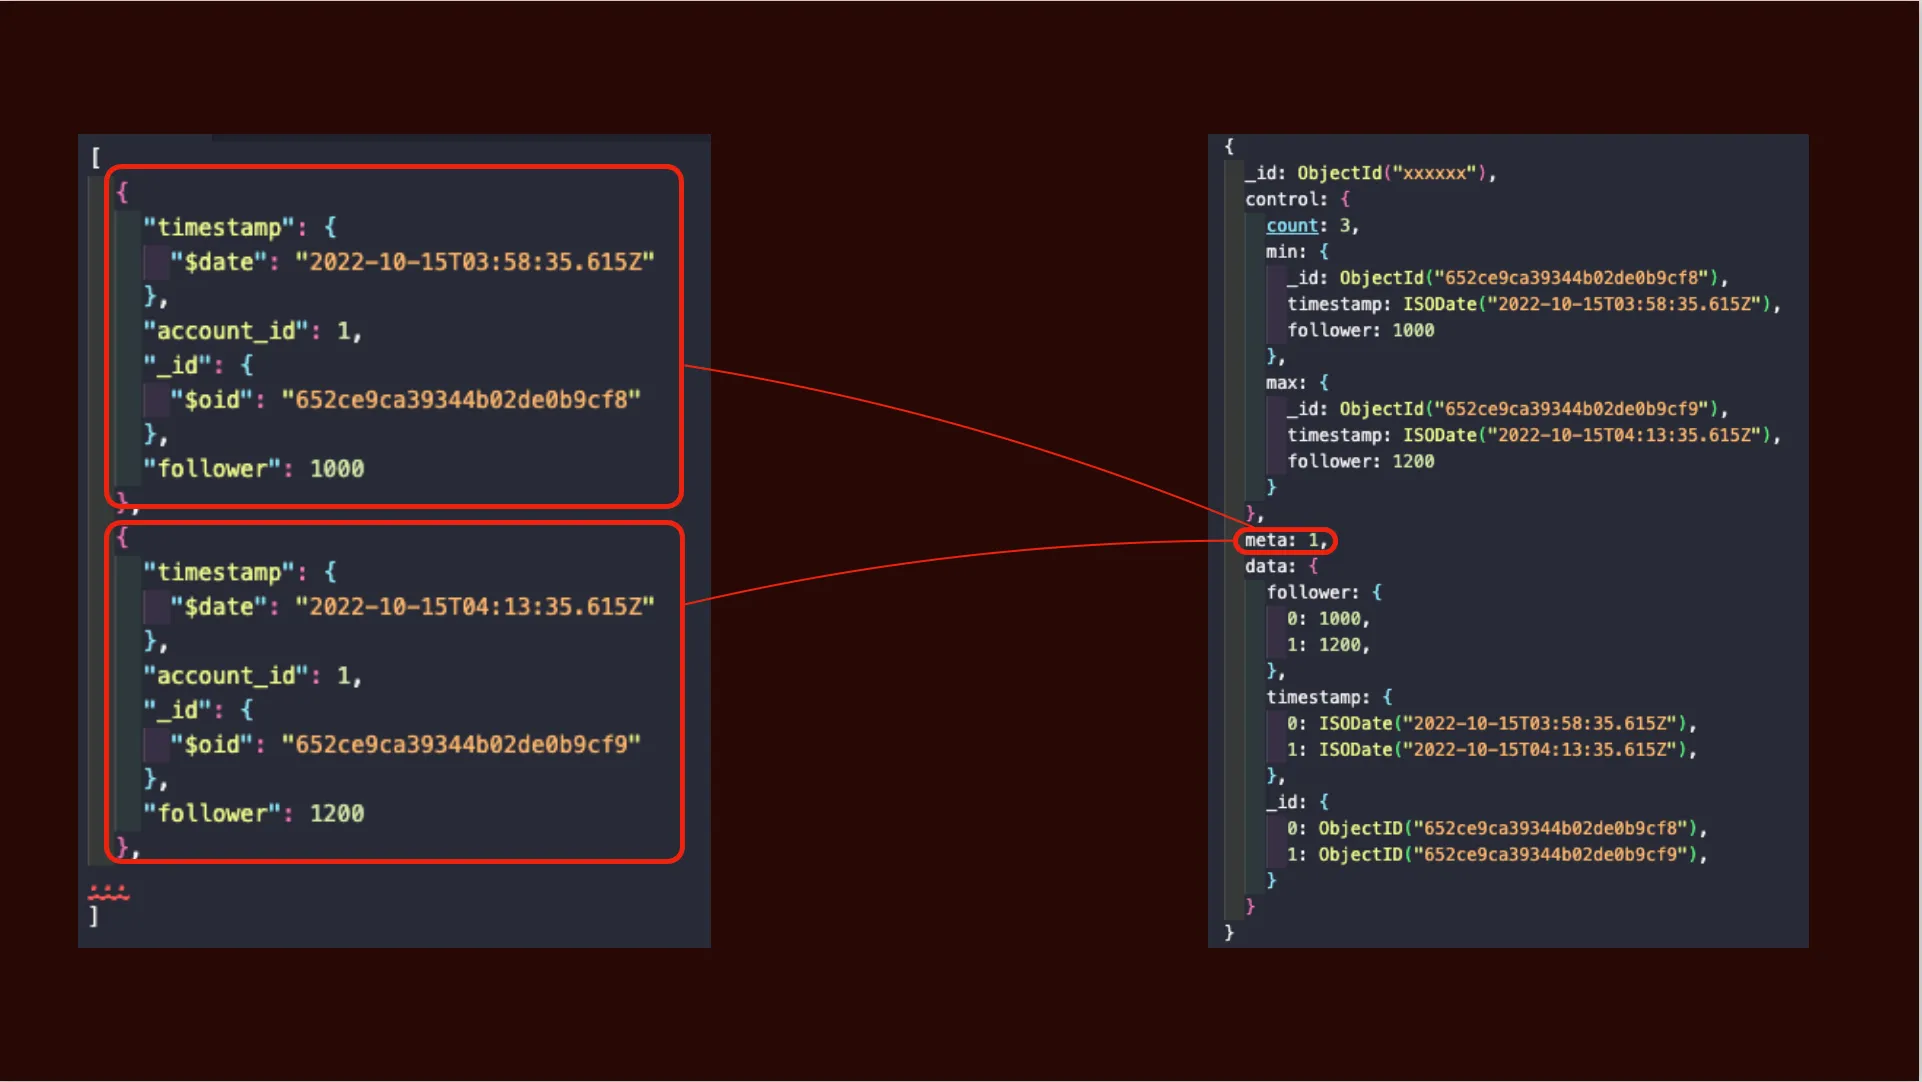 [
{
"timestamp": {
"$date": "2022-10-15T03:58:35.615Z"
},
"account_id": 1,
"_id": {
"$oid": "652ce9ca39344b02de0b9cf8"
},
"follower": 1000
},
{
"timestamp": {
"$date": "2022-10-15T04:13:35.615Z"
},
"account_id": 1,
"_id": {
"$oid": "652ce9ca39344b02de0b9cf9"
},
"follower": 1200
},
...
]
{
_id: ObjectId("xxxxxx"),
control: {
count: 3,
min: {
_id: ObjectId("652ce9ca39344b02de0b9cf8"),
timestamp: ISODate("2022-10-15T03:58:35.615Z"),
follower: 1000
},
max: {
_id: ObjectId("652ce9ca39344b02de0b9cf9"),
timestamp: ISODate("2022-10-15T04:13:35.615Z"),
follower: 1200
}
},
meta: 1,
data: {
follower: {
0: 1000,
1: 1200,
},
timestamp: {
0: ISODate("2022-10-15T03:58:35.615Z"),
1: ISODate("2022-10-15T04:13:35.615Z"),
},
_id: {
0: ObjectID("652ce9ca39344b02de0b9cf8"),
1: ObjectID("652ce9ca39344b02de0b9cf9"),
}
}
}